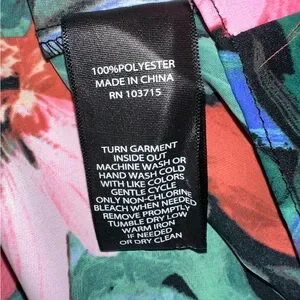 100%POLYESTER
MADE IN CHINA
RN 103715
TURN GARMENT
INSIDE OUT
MACHINE WASH OR
HAND WASH COLD
WITH LIKE COLORS
GENTLE CYCLE
ONLY NON-CHLORINE
BLEACH WHEN NEEDED
REMOVE PROMPTLY
TUMBLE DRY LOW
WARM IRON
IF NEEDED
OR DRY CLEAN